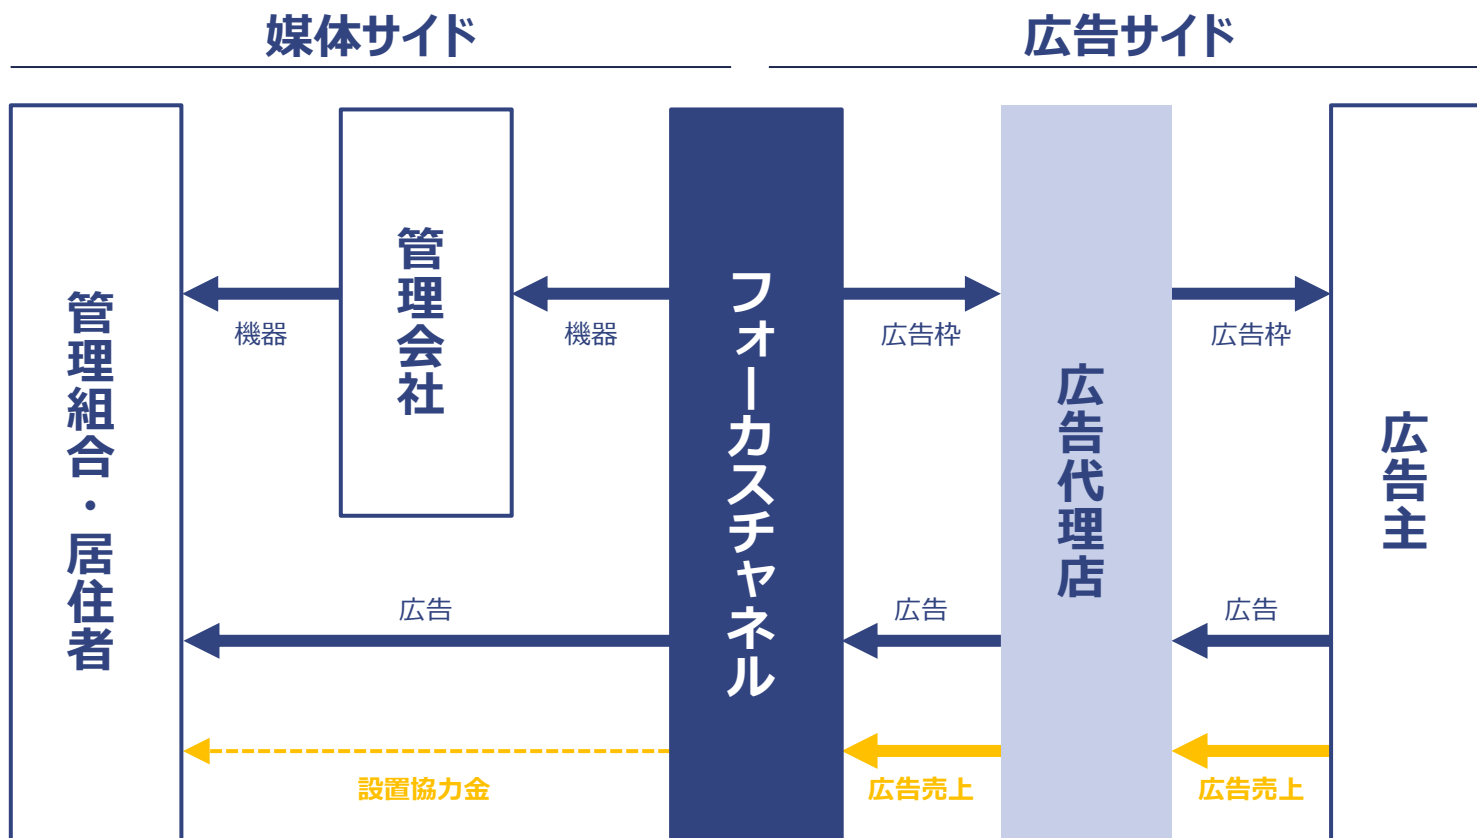 媒体サイド
広告サイド
管理組合・居住者
管理会社
フォーカスチャネル
広告代理店
広告主
機器
機器
広告枠
広告枠
広告
広告
広告
設置協力金
広告売上
広告売上